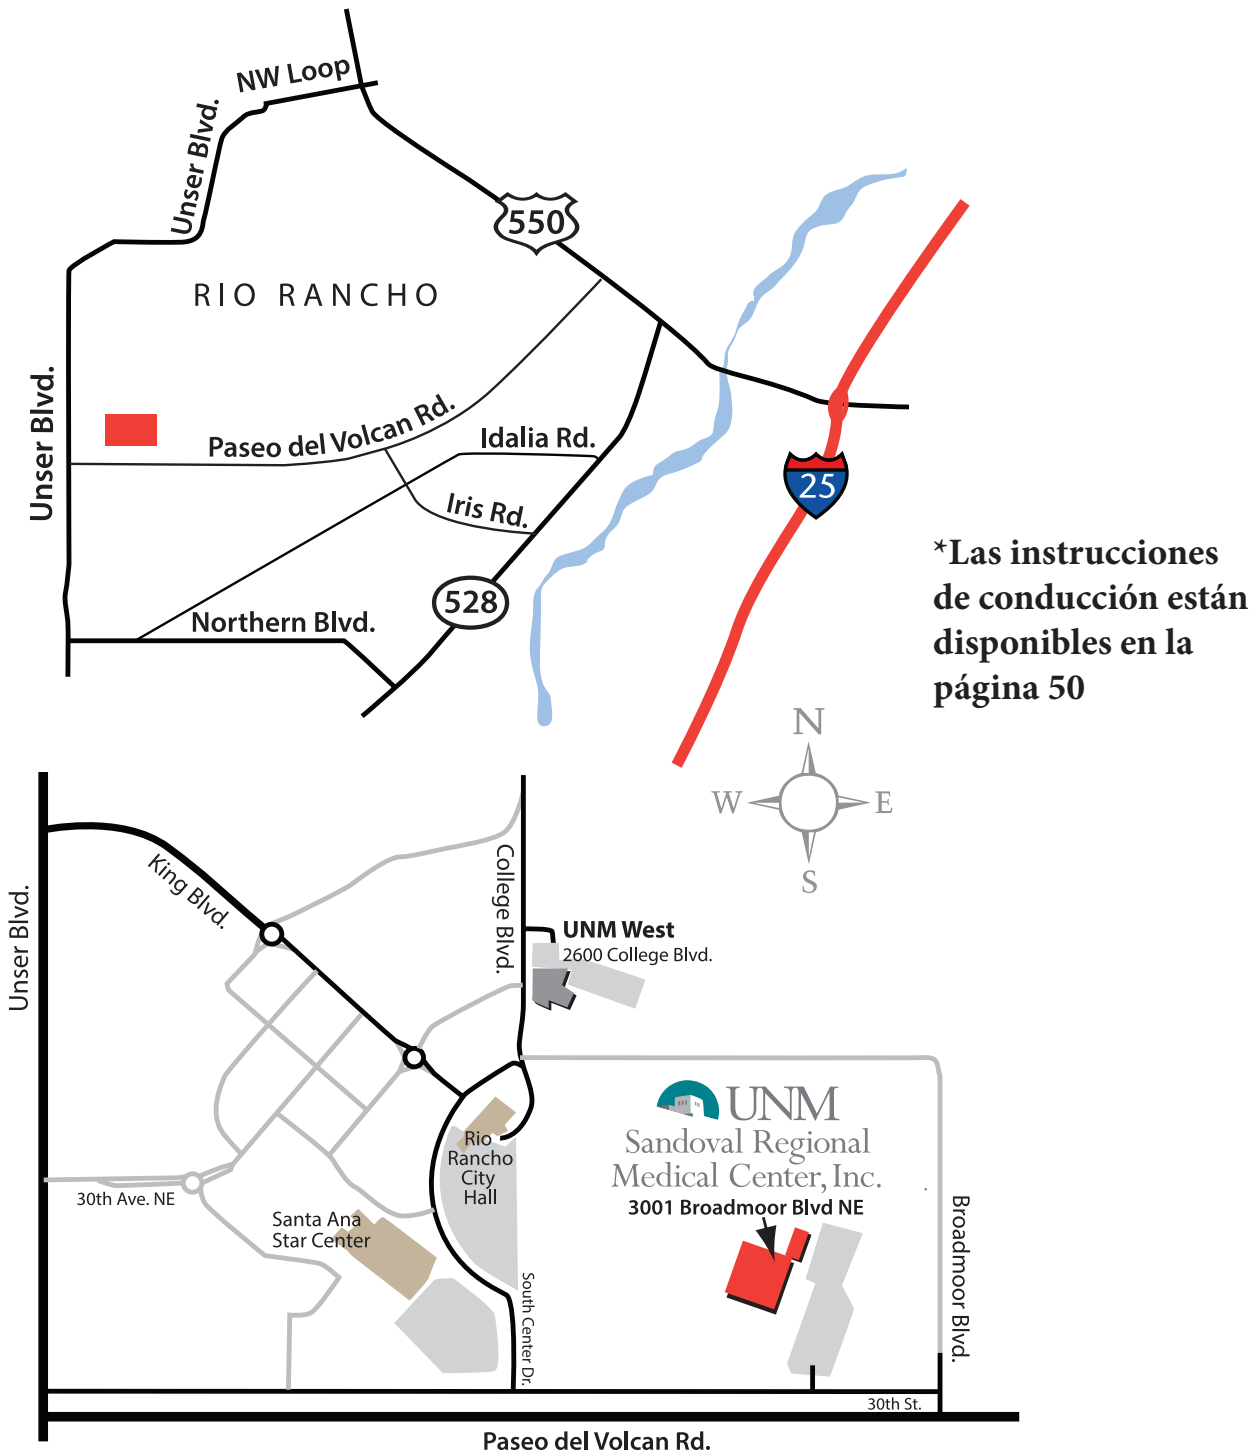 NW Loop
Unser Blvd.
550
RIO RANCHO
Unser Blvd.
Paseo del Volcan Rd.
Idalia Rd.
Iris Rd.
25
528
Northern Blvd.
*Las instrucciones
de conducción están
disponibles en la
página 50
N
W
E
S
King Blvd.
College Blvd.
Unser Blvd.
UNM West
2600 College Blvd.
UNM
Sandoval Regional
Medical Center, Inc.
3001 Broadmoor Blvd NE
Rio
Rancho
City
Hall
30th Ave. NE
Santa Ana
Star Center
South Center Dr.
Broadmoor Blvd.
30th St.
Paseo del Volcan Rd.